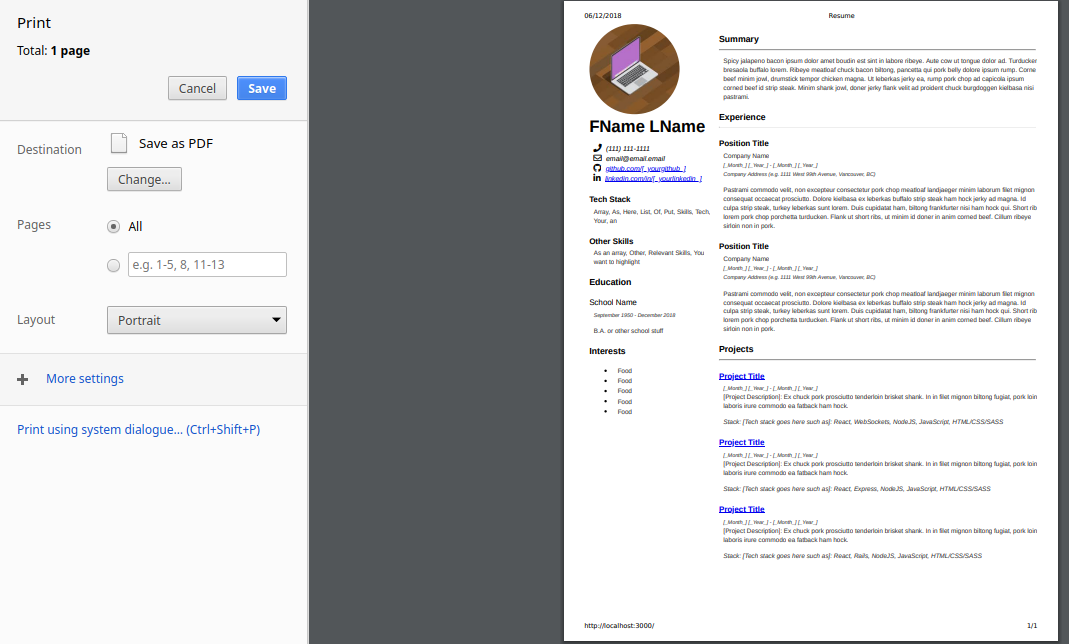 Print
Total: 1 page
Cancel
Save
Destination
Save as PDF
Change...
Pages
All
e.g. 1-5, 8, 11-13
Layout
Portrait
More settings
Print using system dialogue... (Ctrl+Shift+P)
06/12/2018
Resume
FName LName
(111) 111-1111
email@email.email
github.com/[_yourgithub_]
linkedin.com/in/[_yourlinkedin_]
Tech Stack
Array, As, Here, List, Of, Put, Skills, Tech,
Your, an
Other Skills
As an array, Other, Relevant Skills, You
want to highlight
Education
School Name
September 1950 - December 2018
B.A. or other school stuff
Interests
Food
Food
Food
Food
Food
Summary
Spicy jalapeno bacon ipsum dolor amet boudin est sint in labore ribeye. Aute cow ut tongue dolor ad. Turducken
bresaola buffalo lorem. Ribeye meatloaf chuck bacon biltong, pancetta qui pork belly dolore ipsum rump. Corned
beef minim jowl, drumstick tempor chicken magna. Ut leberkas jerky ea, rump pork chop ad capicola ipsum
corned beef id strip steak. Minim shank jowl, doner jerky flank velit ad proident chuck burgdoggen kielbasa nisi
pastrami.
Experience
Position Title
Company Name
[_Month_] [_Year_] - [_Month_] [_Year_]
Company Address (e.g. 1111 West 99th Avenue, Vancouver, BC)
Pastrami commodo velit, non excepteur consectetur pork chop meatloaf landjaeger minim laborum filet mignon
consequat occaecat prosciutto. Dolore kielbasa ex leberkas buffalo strip steak ham hock jerky ad magna. Id
culpa strip steak, turkey leberkas sunt lorem. Duis cupidatat ham, biltong frankfurter nisi ham hock qui. Short rib
lorem pork chop porchetta turducken. Flank ut short ribs, ut minim id doner in anim corned beef. Cillum ribeye
sirloin non in pork.
Position Title
Company Name
[_Month_] [_Year_] - [_Month_] [_Year_]
Company Address (e.g. 1111 West 99th Avenue, Vancouver, BC)
Pastrami commodo velit, non excepteur consectetur pork chop meatloaf landjaeger minim laborum filet mignon
consequat occaecat prosciutto. Dolore kielbasa ex leberkas buffalo strip steak ham hock jerky ad magna. Id
culpa strip steak, turkey leberkas sunt lorem. Duis cupidatat ham, biltong frankfurter nisi ham hock qui. Short rib
lorem pork chop porchetta turducken. Flank ut short ribs, ut minim id doner in anim corned beef. Cillum ribeye
sirloin non in pork.
Projects
Project Title
[_Month_] [_Year_] - [_Month_] [_Year_]
[Project Description]: Ex chuck pork prosciutto tenderloin brisket shank. In in filet mignon biltong fugiat, pork loin
laboris irure commodo ea fatback ham hock.
Stack: [Tech stack goes here such as]: React, WebSockets, NodeJS, JavaScript, HTML/CSS/SASS
Project Title
[_Month_] [_Year_] - [_Month_] [_Year_]
[Project Description]: Ex chuck pork prosciutto tenderloin brisket shank. In in filet mignon biltong fugiat, pork loin
laboris irure commodo ea fatback ham hock.
Stack: [Tech stack goes here such as]: React, Express, NodeJS, JavaScript, HTML/CSS/SASS
Project Title
[_Month_] [_Year_] - [_Month_] [_Year_]
[Project Description]: Ex chuck pork prosciutto tenderloin brisket shank. In in filet mignon biltong fugiat, pork loin
laboris irure commodo ea fatback ham hock.
Stack: [Tech stack goes here such as]: React, Rails, NodeJS, JavaScript, HTML/CSS/SASS
http://localhost:3000/
1/1